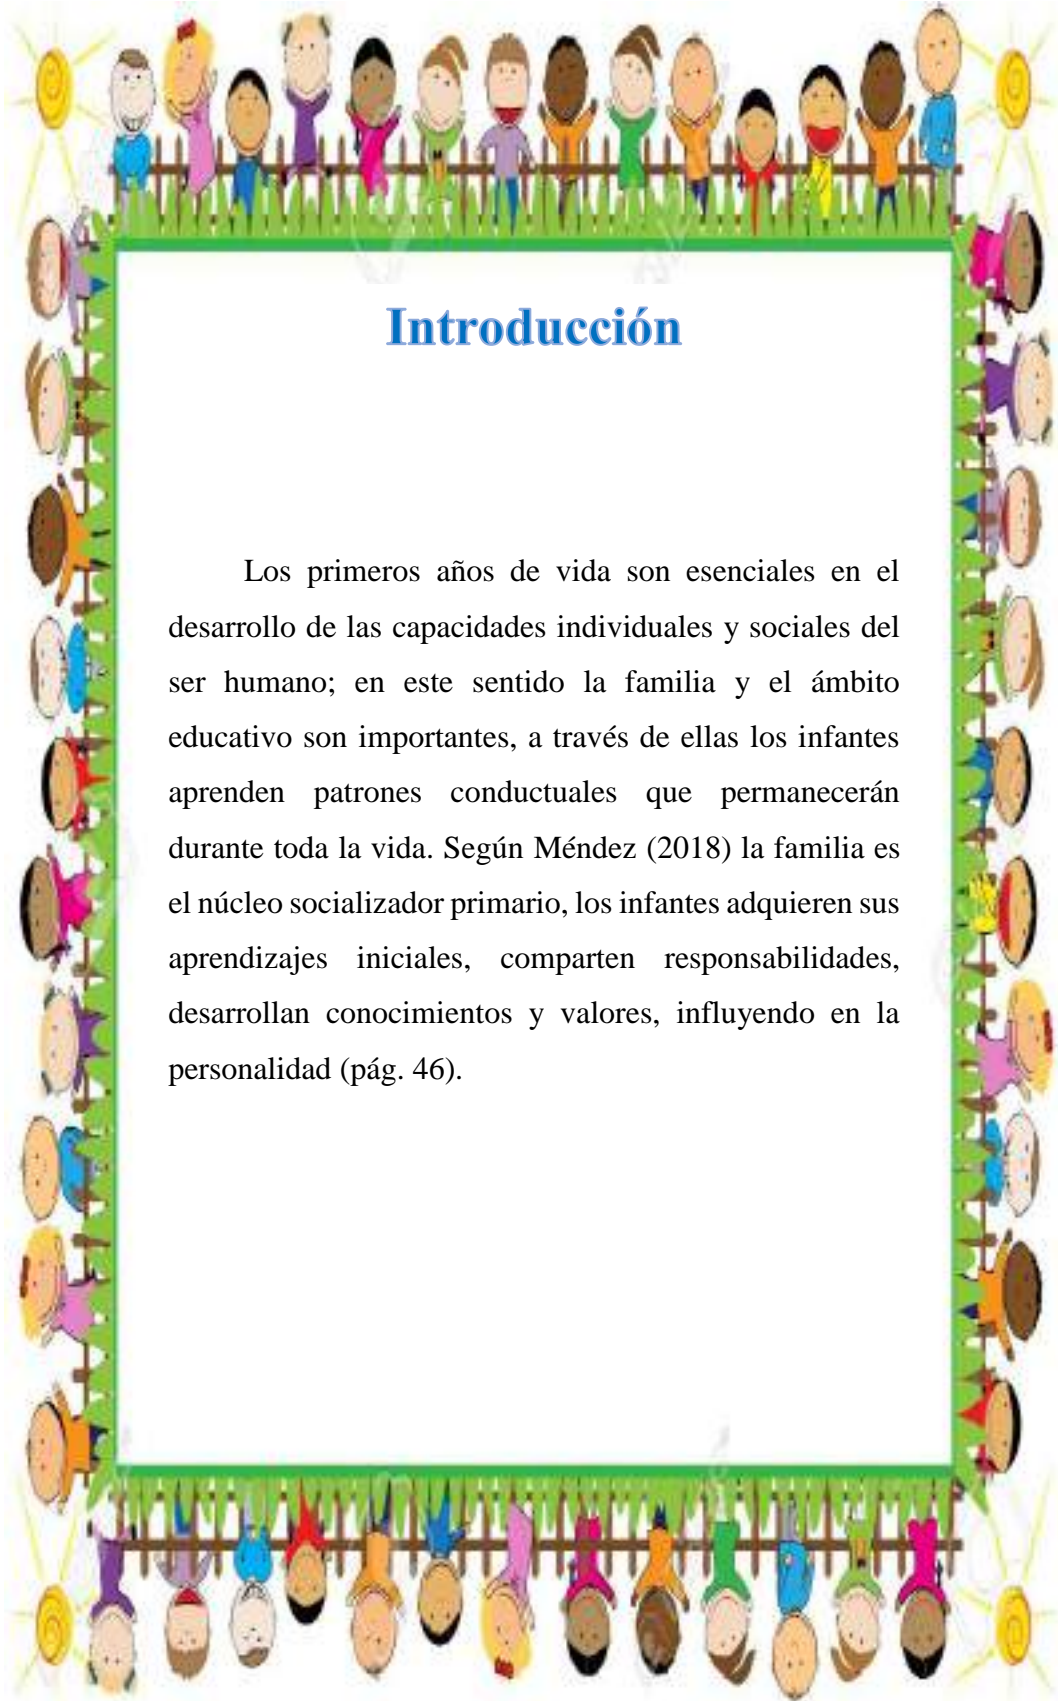 Introducción
Los primeros años de vida son esenciales en el
desarrollo de las capacidades individuales y sociales del
ser humano; en este sentido la familia y el ámbito
educativo son importantes, a través de ellas los infantes
aprenden patrones conductuales que permanecerán
durante toda la vida. Según Méndez (2018) la familia es
el núcleo socializador primario, los infantes adquieren sus
aprendizajes iniciales, comparten responsabilidades,
desarrollan conocimientos y valores, influyendo en la
personalidad (pág. 46).